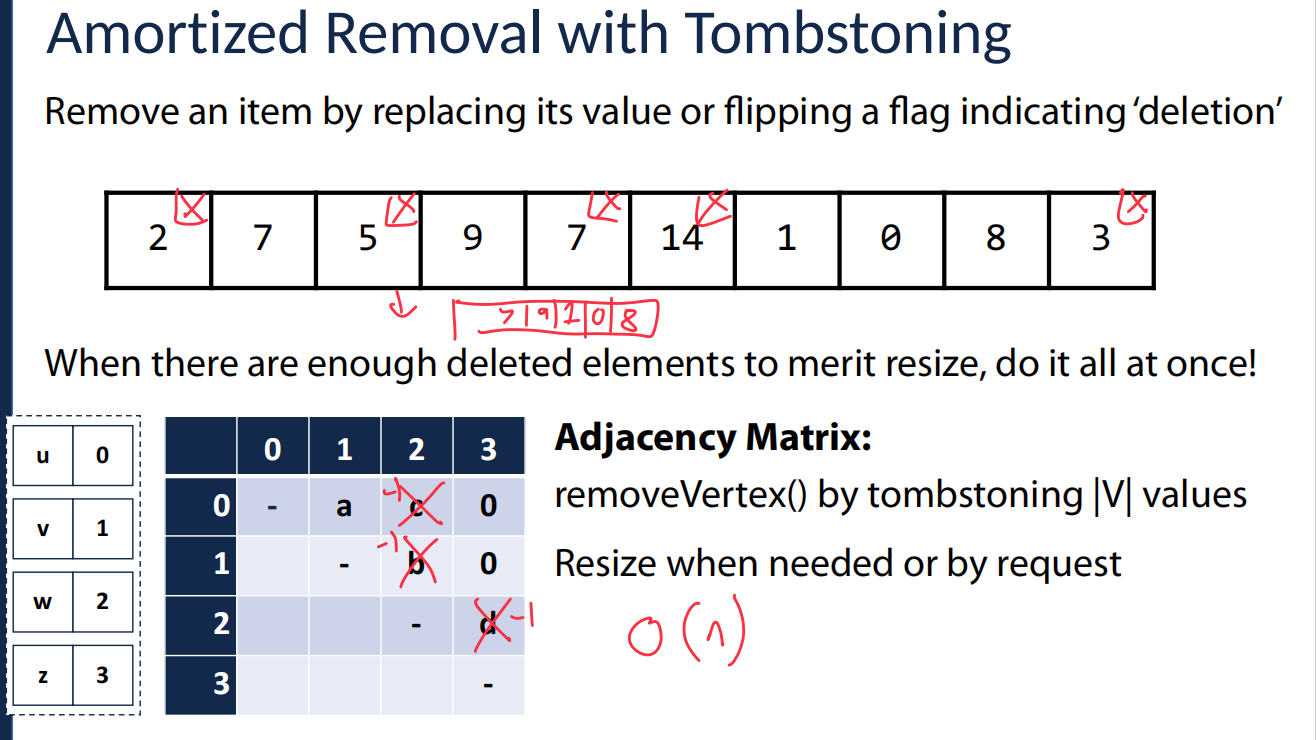 Amortized Removal with Tombstoning
Remove an item by replacing its value or flipping a flag indicating 'deletion'
2 7 5 9 7 14 1 0 8 3
7 9 1 0 8
When there are enough deleted elements to merit resize, do it all at once!
u 0
v 1
w 2
z 3
0 1 2 3
0 - a c 0
-1
1 - b 0
-1
2 - d
-1
3 -
Adjacency Matrix:
removeVertex() by tombstoning |V| values
Resize when needed or by request
O(n)